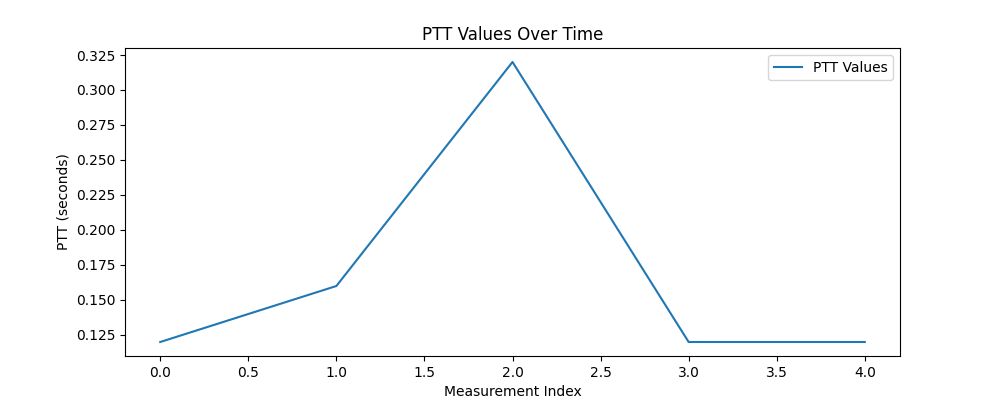 PTT Values Over Time
PTT Values
PTT (seconds)
0.325
0.300
0.275
0.250
0.225
0.200
0.175
0.150
0.125
0.0 0.5 1.0 1.5 2.0 2.5 3.0 3.5 4.0
Measurement Index